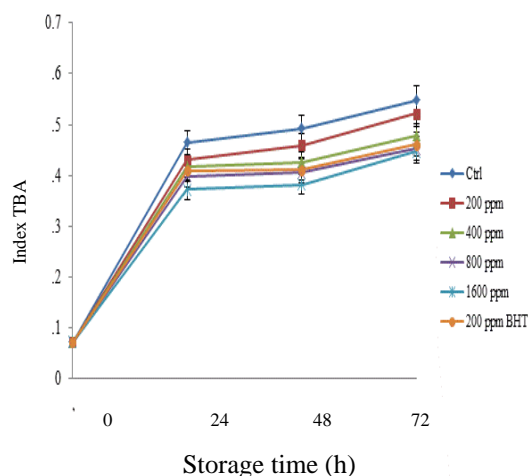 0.7
.6
.5
.4
.3
.2
.1
0
Index TBA
Ctrl
200 ppm
400 ppm
800 ppm
1600 ppm
200 ppm BHT
0 24 48 72
Storage time (h)